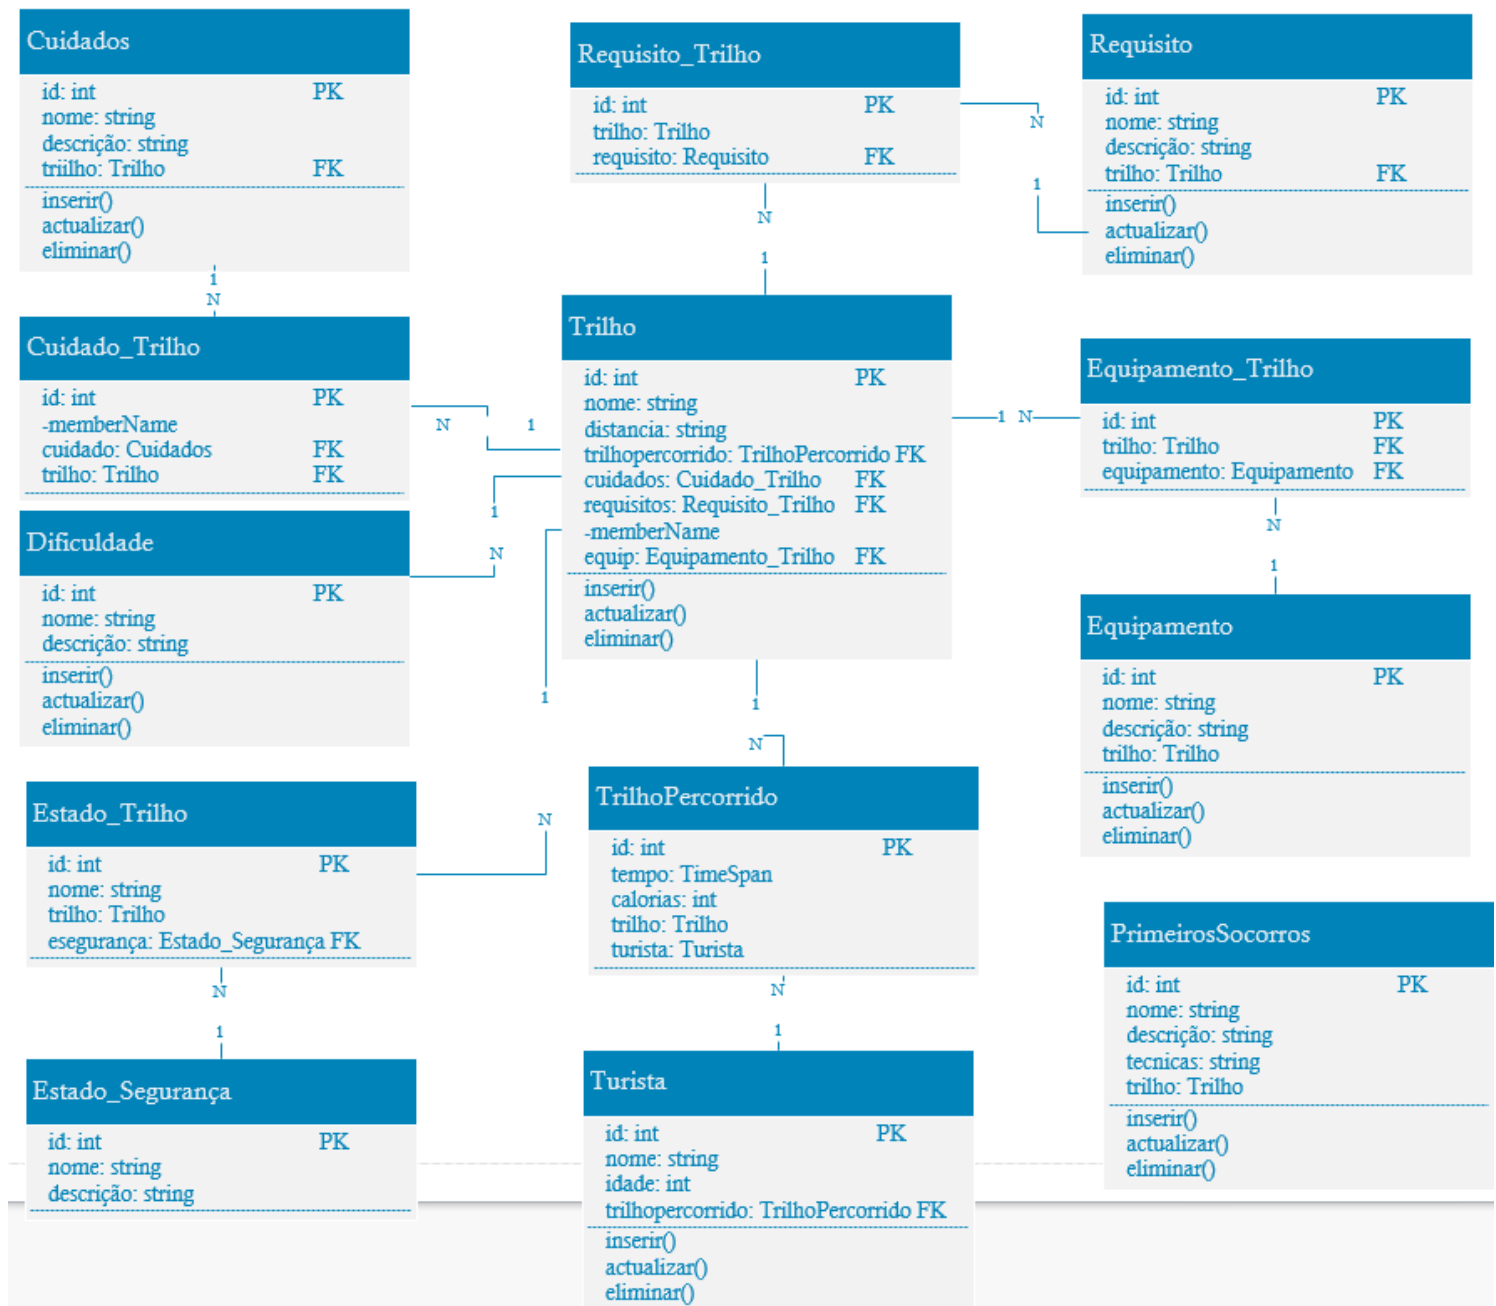 Cuidados
id: int PK
nome: string
descrição: string
triilho: Trilho FK
inserir()
actualizar()
eliminar()
1
N
Requisito_Trilho
id: int PK
trilho: Trilho
requisito: Requisito FK
N
1
N
1
Requisito
id: int PK
nome: string
descrição: string
trilho: Trilho FK
inserir()
actualizar()
eliminar()
Cuidado_Trilho
id: int PK
-memberName
cuidado: Cuidados FK
trilho: Trilho FK
N 1
Trilho
id: int PK
nome: string
distancia: string
trilhopercorrido: TrilhoPercorrido FK
cuidados: Cuidado_Trilho FK
requisitos: Requisito_Trilho FK
-memberName
equip: Equipamento_Trilho FK
inserir()
actualizar()
eliminar()
1 N
Equipamento_Trilho
id: int PK
trilho: Trilho FK
equipamento: Equipamento FK
N
1
Dificuldade
id: int PK
nome: string
descrição: string
inserir()
actualizar()
eliminar()
1
N
1
N
1
N
Equipamento
id: int PK
nome: string
descrição: string
trilho: Trilho
inserir()
actualizar()
eliminar()
Estado_Trilho
id: int PK
nome: string
trilho: Trilho
esegurança: Estado_Segurança FK
N
1
TrilhoPercorrido
id: int PK
tempo: TimeSpan
calorias: int
trilho: Trilho
turista: Turista
N
1
PrimeirosSocorros
id: int PK
nome: string
descrição: string
tecnicas: string
trilho: Trilho
inserir()
actualizar()
eliminar()
Estado_Segurança
id: int PK
nome: string
descrição: string
Turista
id: int PK
nome: string
idade: int
trilhopercorrido: TrilhoPercorrido FK
inserir()
actualizar()
eliminar()